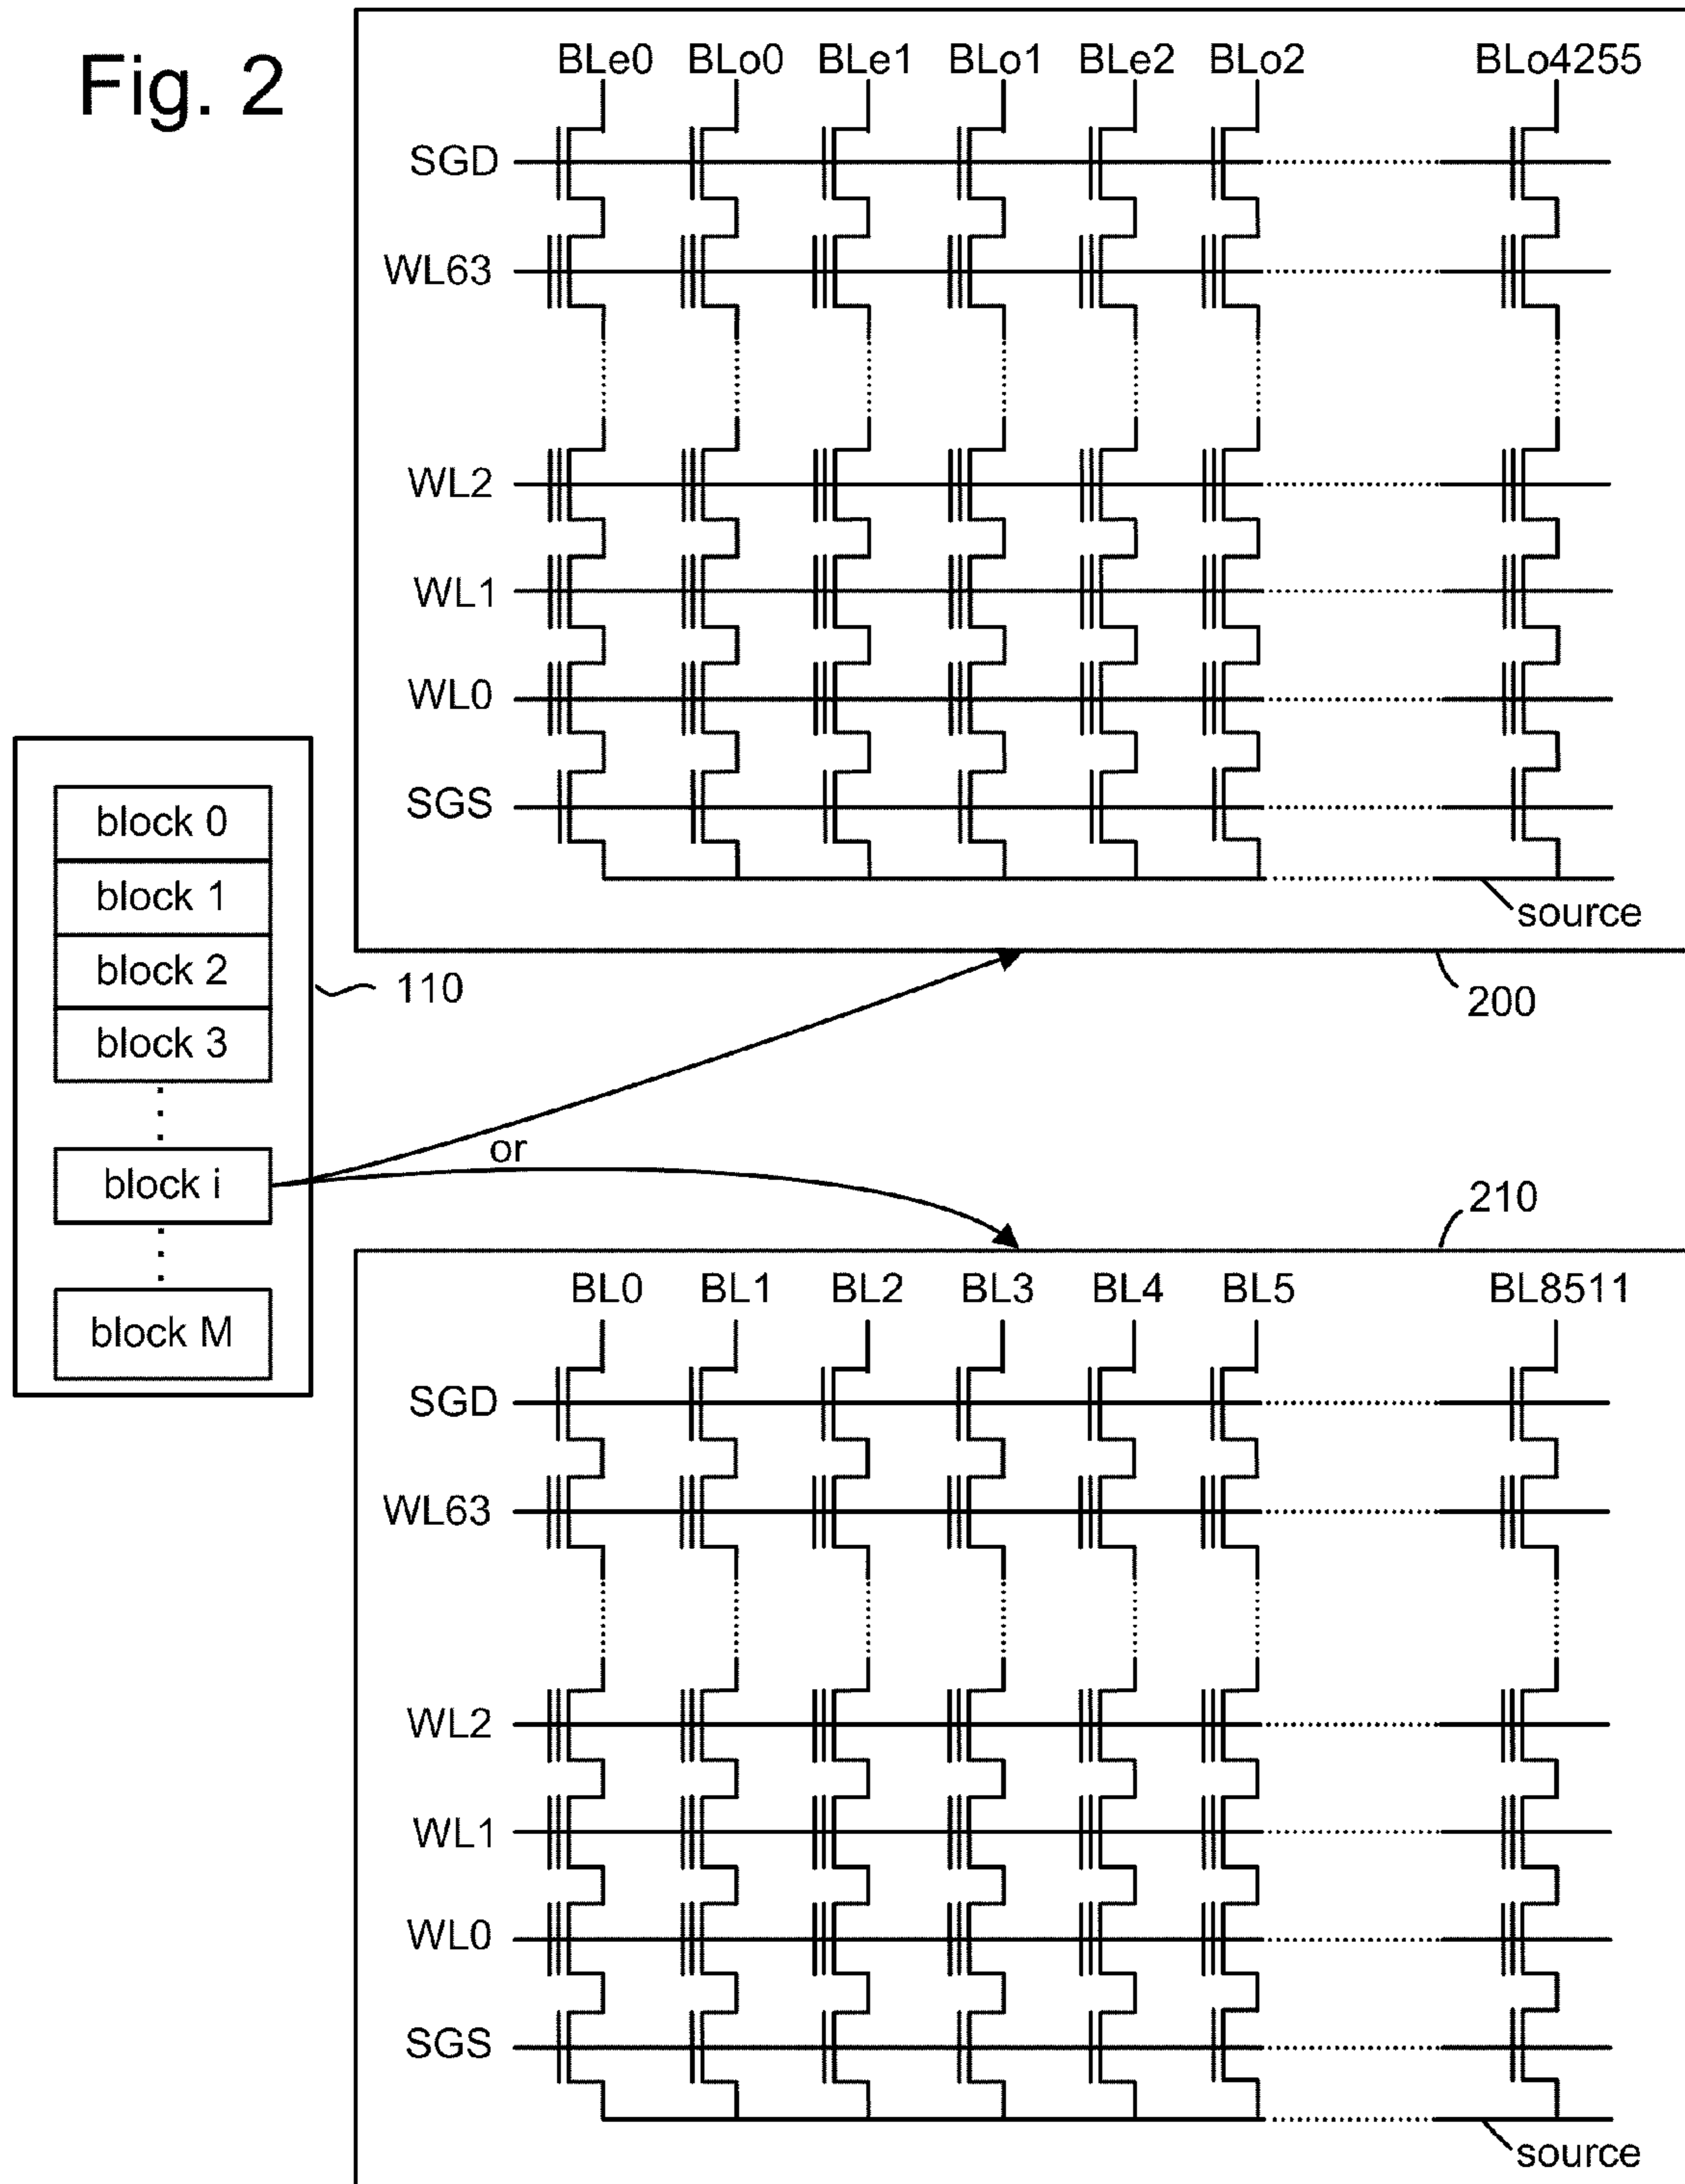 Fig. 2
BLe0 BLo0 BLe1 BLo1 BLe2 BLo2 BLo4255
SGD
WL63
WL2
WL1
WL0
SGS
source
200
block 0
block 1
block 2
block 3
block i
block M
110
or
210
BL0 BL1 BL2 BL3 BL4 BL5 BL8511
SGD
WL63
WL2
WL1
WL0
SGS
source